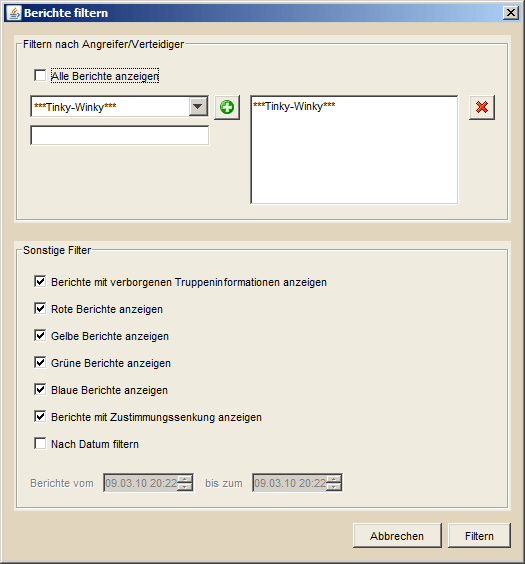 Berichte filtern
Filtern nach Angreifer/Verteidiger
Alle Berichte anzeigen
***Tinky-Winky***
***Tinky-Winky***
Sonstige Filter
Berichte mit verborgenen Truppeninformationen anzeigen
Rote Berichte anzeigen
Gelbe Berichte anzeigen
Grüne Berichte anzeigen
Blaue Berichte anzeigen
Berichte mit Zustimmungssenkung anzeigen
Nach Datum filtern
Berichte vom 09.03.10 20:22 bis zum 09.03.10 20:22
Abbrechen Filtern